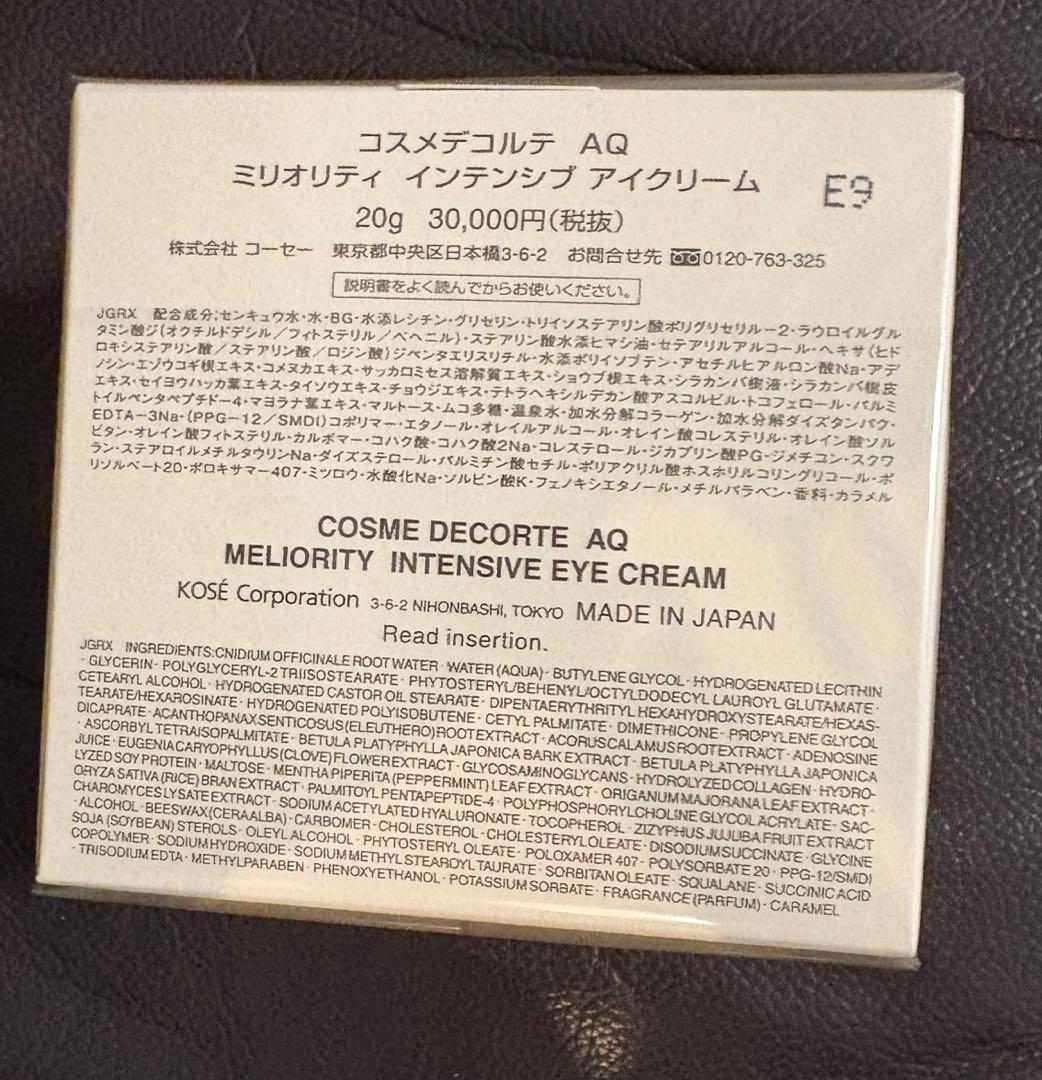 コスメデコルテ AQ
ミリオリティ インテンシブ アイクリーム
E9
20g 30,000円(税抜)
株式会社 コーセー 東京都中央区日本橋3-6-2 お問合せ先 0120-763-325
説明書をよく読んでからお使いください。
JGRX 配合成分:センキュウ水・水・BG・水添レシチン・グリセリン・トリイソステアリン酸ポリグリセリル-2・ラウロイルグル
タミン酸ジ(オクチルドデシル/フィトステリル/ベヘニル)・ステアリン酸水添ヒマシ油・セテアリルアルコール・ヘキサ(ヒド
ロキシステアリン酸/ステアリン酸/ロジン酸)ジペンタエリスリチル・水添ポリイソブテン・アセチルヒアルロン酸Na・アデ
ノシン・エゾウコギ根エキス・コメヌカエキス・サッカロミセス溶解質エキス・ショウブ根エキス・シラカンバ樹液・シラカンバ樹皮
エキス・セイヨウハッカ葉エキス・タイソウエキス・チョウジエキス・テトラヘキシルデカン酸アスコルビル・トコフェロール・パルミ
トイルペンタペプチド-4・マヨラナ葉エキス・マルトース・ムコ多糖・温泉水・加水分解コラーゲン・加水分解ダイズタンパク・
EDTA-3Na・(PPG-12/SMDI)コポリマー・エタノール・オレイルアルコール・オレイン酸コレステリル・オレイン酸ソル
ビタン・オレイン酸フィトステリル・カルボマー・コハク酸・コハク酸2Na・コレステロール・ジカプリン酸PG・ジメチコン・スクワ
ラン・ステアロイルメチルタウリンNa・ダイズステロール・パルミチン酸セチル・ポリアクリル酸ホスホリルコリングリコール・ポ
リソルベート20・ポロキサマー407・ミツロウ・水酸化Na・ソルビン酸K・フェノキシエタノール・メチルパラベン・香料・カラメル
COSME DECORTE AQ
MELIORITY INTENSIVE EYE CREAM
KOSÉ Corporation 3-6-2 NIHONBASHI, TOKYO MADE IN JAPAN
Read insertion.
JGRX INGREDIENTS:CNIDIUM OFFICINALE ROOT WATER · WATER (AQUA) · BUTYLENE GLYCOL · HYDROGENATED LECITHIN
· GLYCERIN · POLYGLYCERYL-2 TRIISOSTEARATE · PHYTOSTERYL/BEHENYL/OCTYLDODECYL LAUROYL GLUTAMATE ·
CETEARYL ALCOHOL · HYDROGENATED CASTOR OIL STEARATE · DIPENTAERYTHRITYL HEXAHYDROXYSTEARATE/HEXAS-
TEARATE/HEXAROSINATE · HYDROGENATED POLYISOBUTENE · CETYL PALMITATE · DIMETHICONE · PROPYLENE GLYCOL
DICAPRATE · ACANTHOPANAX SENTICOSUS (ELEUTHERO) ROOT EXTRACT · ACORUS CALAMUS ROOT EXTRACT · ADENOSINE
· ASCORBYL TETRAISOPALMITATE · BETULA PLATYPHYLLA JAPONICA BARK EXTRACT · BETULA PLATYPHYLLA JAPONICA
JUICE · EUGENIA CARYOPHYLLUS (CLOVE) FLOWER EXTRACT · GLYCOSAMINOGLYCANS · HYDROLYZED COLLAGEN · HYDRO-
LYZED SOY PROTEIN · MALTOSE · MENTHA PIPERITA (PEPPERMINT) LEAF EXTRACT · ORIGANUM MAJORANA LEAF EXTRACT ·
ORYZA SATIVA (RICE) BRAN EXTRACT · PALMITOYL PENTAPEPTIDE-4 · POLYPHOSPHORYLCHOLINE GLYCOL ACRYLATE · SAC-
CHAROMYCES LYSATE EXTRACT · SODIUM ACETYLATED HYALURONATE · TOCOPHEROL · ZIZYPHUS JUJUBA FRUIT EXTRACT
· ALCOHOL · BEESWAX (CERA ALBA) · CARBOMER · CHOLESTEROL · CHOLESTERYL OLEATE · DISODIUM SUCCINATE · GLYCINE
SOJA (SOYBEAN) STEROLS · OLEYL ALCOHOL · PHYTOSTERYL OLEATE · POLOXAMER 407 · POLYSORBATE 20 · PPG-12/SMDI
COPOLYMER · SODIUM HYDROXIDE · SODIUM METHYL STEAROYL TAURATE · SORBITAN OLEATE · SQUALANE · SUCCINIC ACID
· TRISODIUM EDTA · METHYLPARABEN · PHENOXYETHANOL · POTASSIUM SORBATE · FRAGRANCE (PARFUM) · CARAMEL